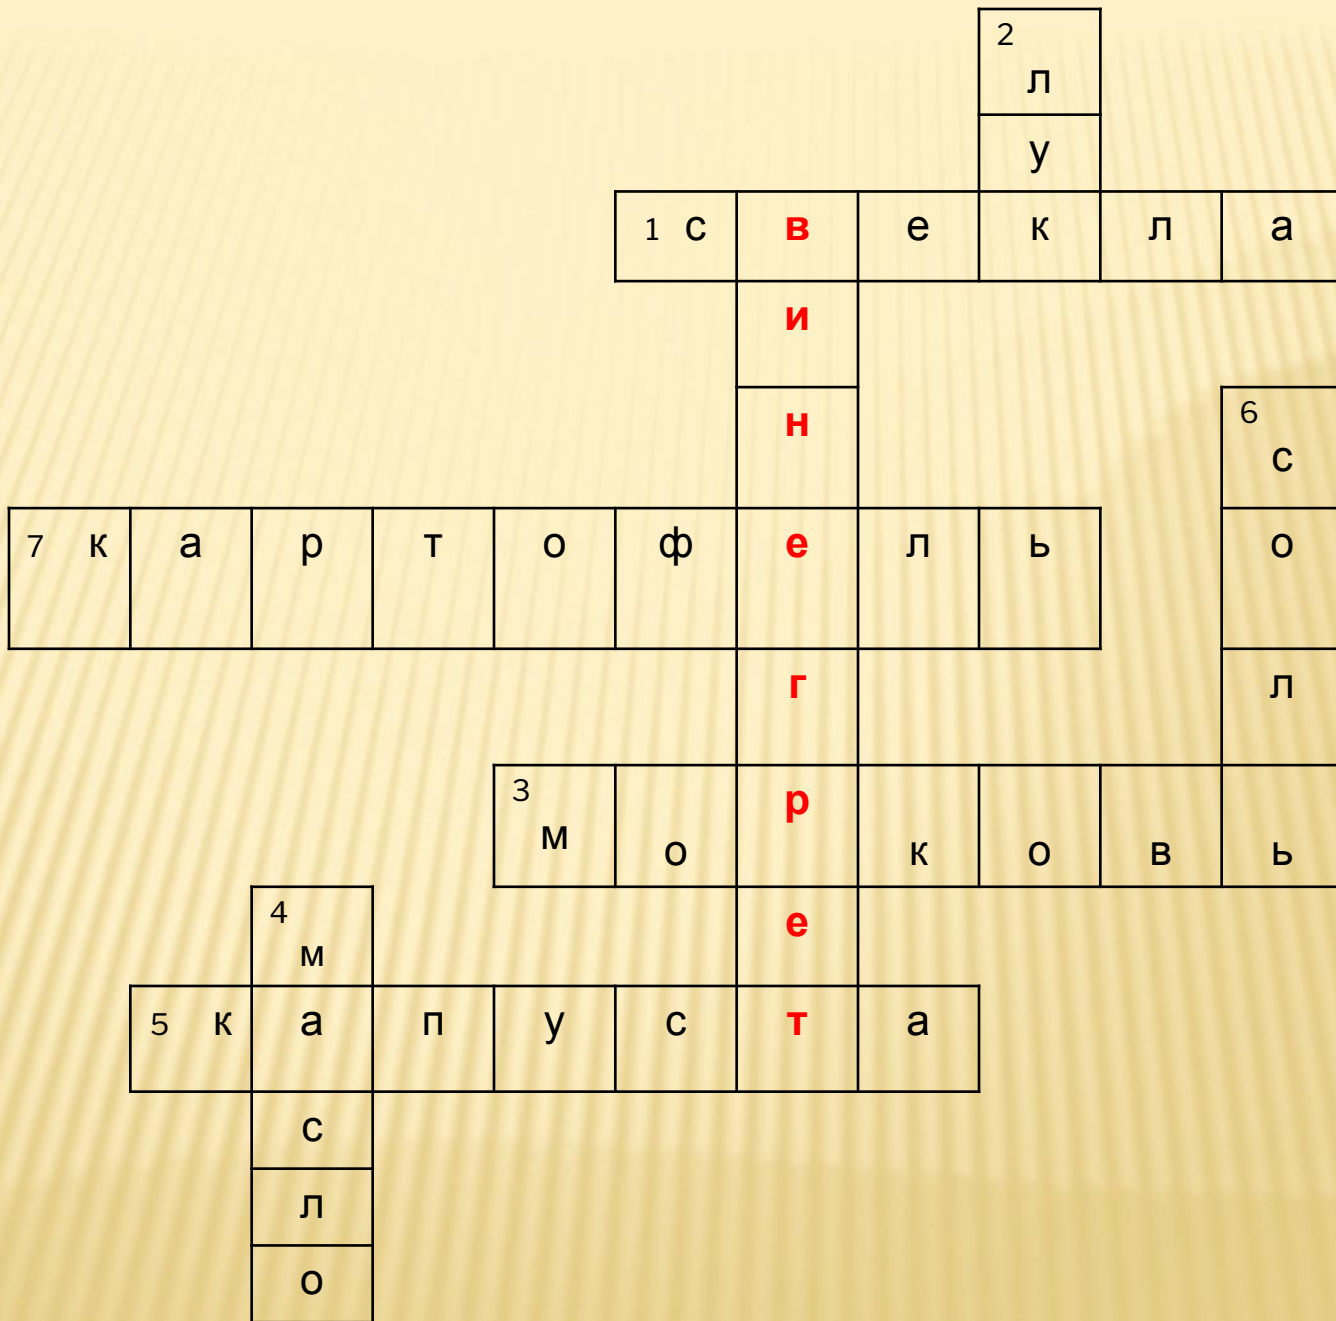 2
л
у
1 с в е к л а
и
н
6
с
7 к а р т о ф е л ь о
г л
3
м о р к о в ь
4
м
е
5 к а п у с т а
с
л
о